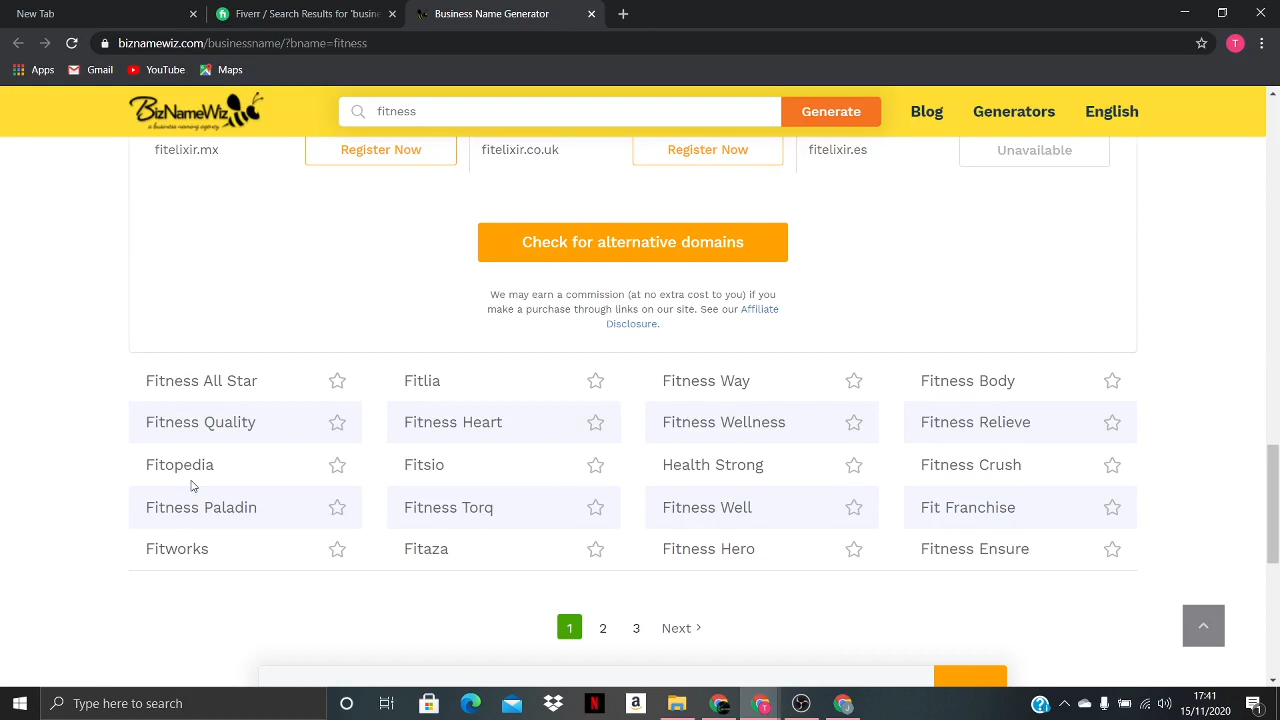 New Tab
Fiverr / Search Results for 'busine
Business Name Generator
biznamewiz.com/businessname/?bname=fitness
T
Apps
Gmail
YouTube
Maps
BizNameWiz
a business naming agency
fitness
Generate
Blog
Generators
English
fitelixir.mx
Register Now
fitelixir.co.uk
Register Now
fitelixir.es
Unavailable
Check for alternative domains
We may earn a commission (at no extra cost to you) if you
make a purchase through links on our site. See our Affiliate
Disclosure.
Fitness All Star
Fitlia
Fitness Way
Fitness Body
Fitness Quality
Fitness Heart
Fitness Wellness
Fitness Relieve
Fitopedia
Fitsio
Health Strong
Fitness Crush
Fitness Paladin
Fitness Torq
Fitness Well
Fit Franchise
Fitworks
Fitaza
Fitness Hero
Fitness Ensure
1
2
3
Next
Type here to search
17:41
15/11/2020